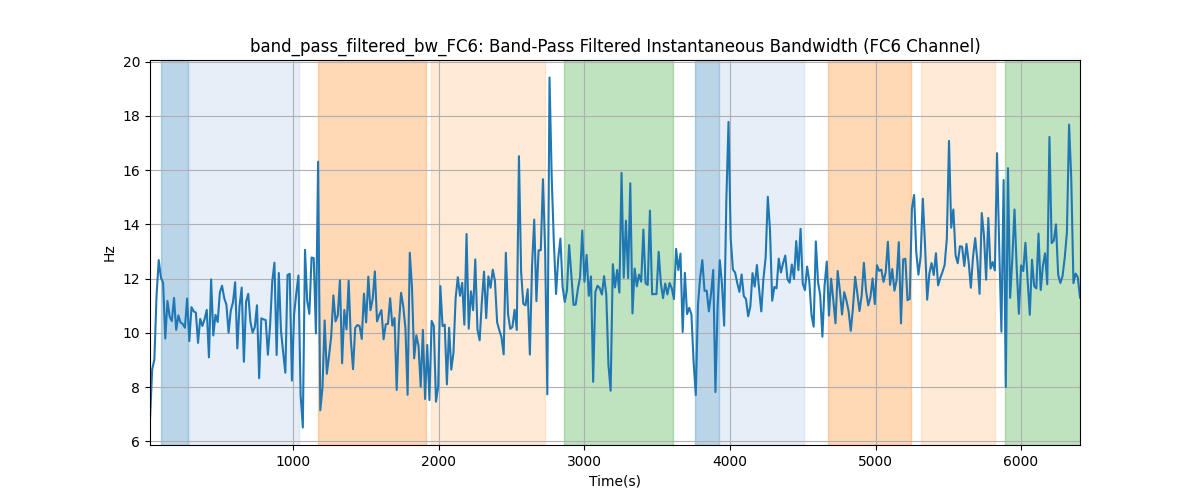 band_pass_filtered_bw_FC6: Band-Pass Filtered Instantaneous Bandwidth (FC6 Channel)
20
18
16
14
12
10
8
6
Hz
1000 2000 3000 4000 5000 6000
Time(s)